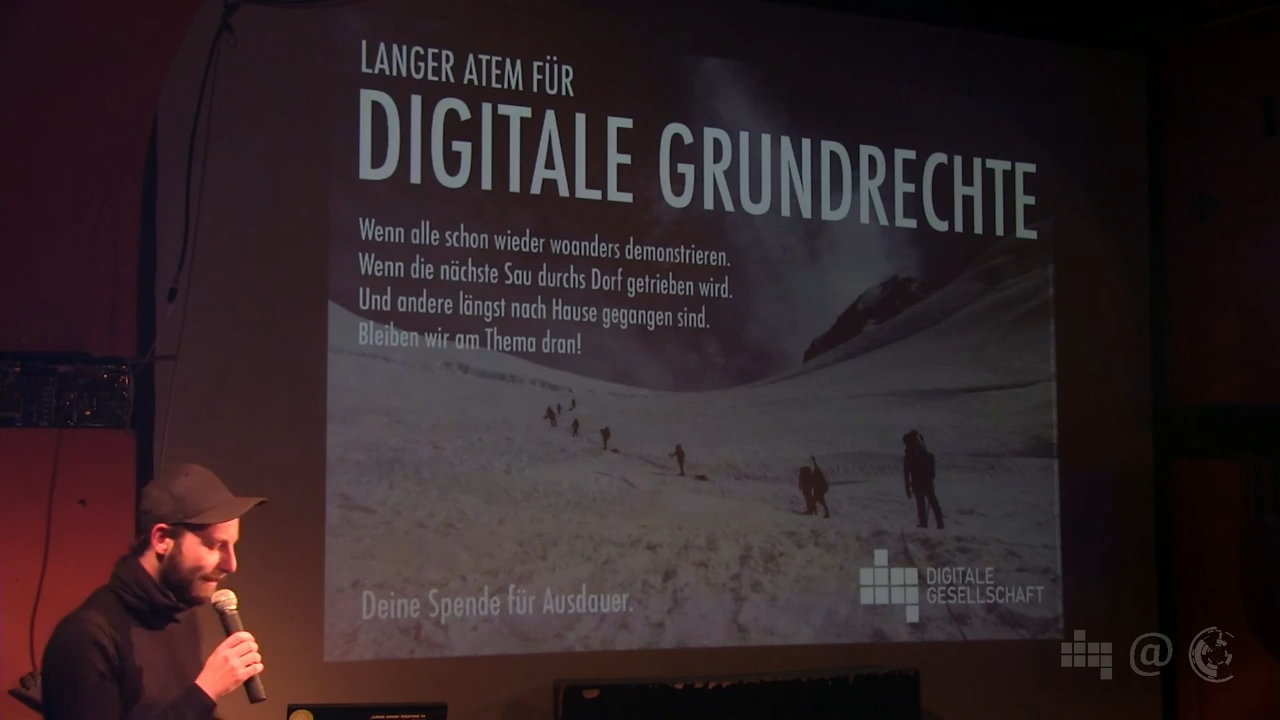 LANGER ATEM FÜR
DIGITALE GRUNDRECHTE
Wenn alle schon wieder woanders demonstrieren.
Wenn die nächste Sau durchs Dorf getrieben wird.
Und andere längst nach Hause gegangen sind.
Bleiben wir am Thema dran!
Deine Spende für Ausdauer.
DIGITALE
GESELLSCHAFT
@